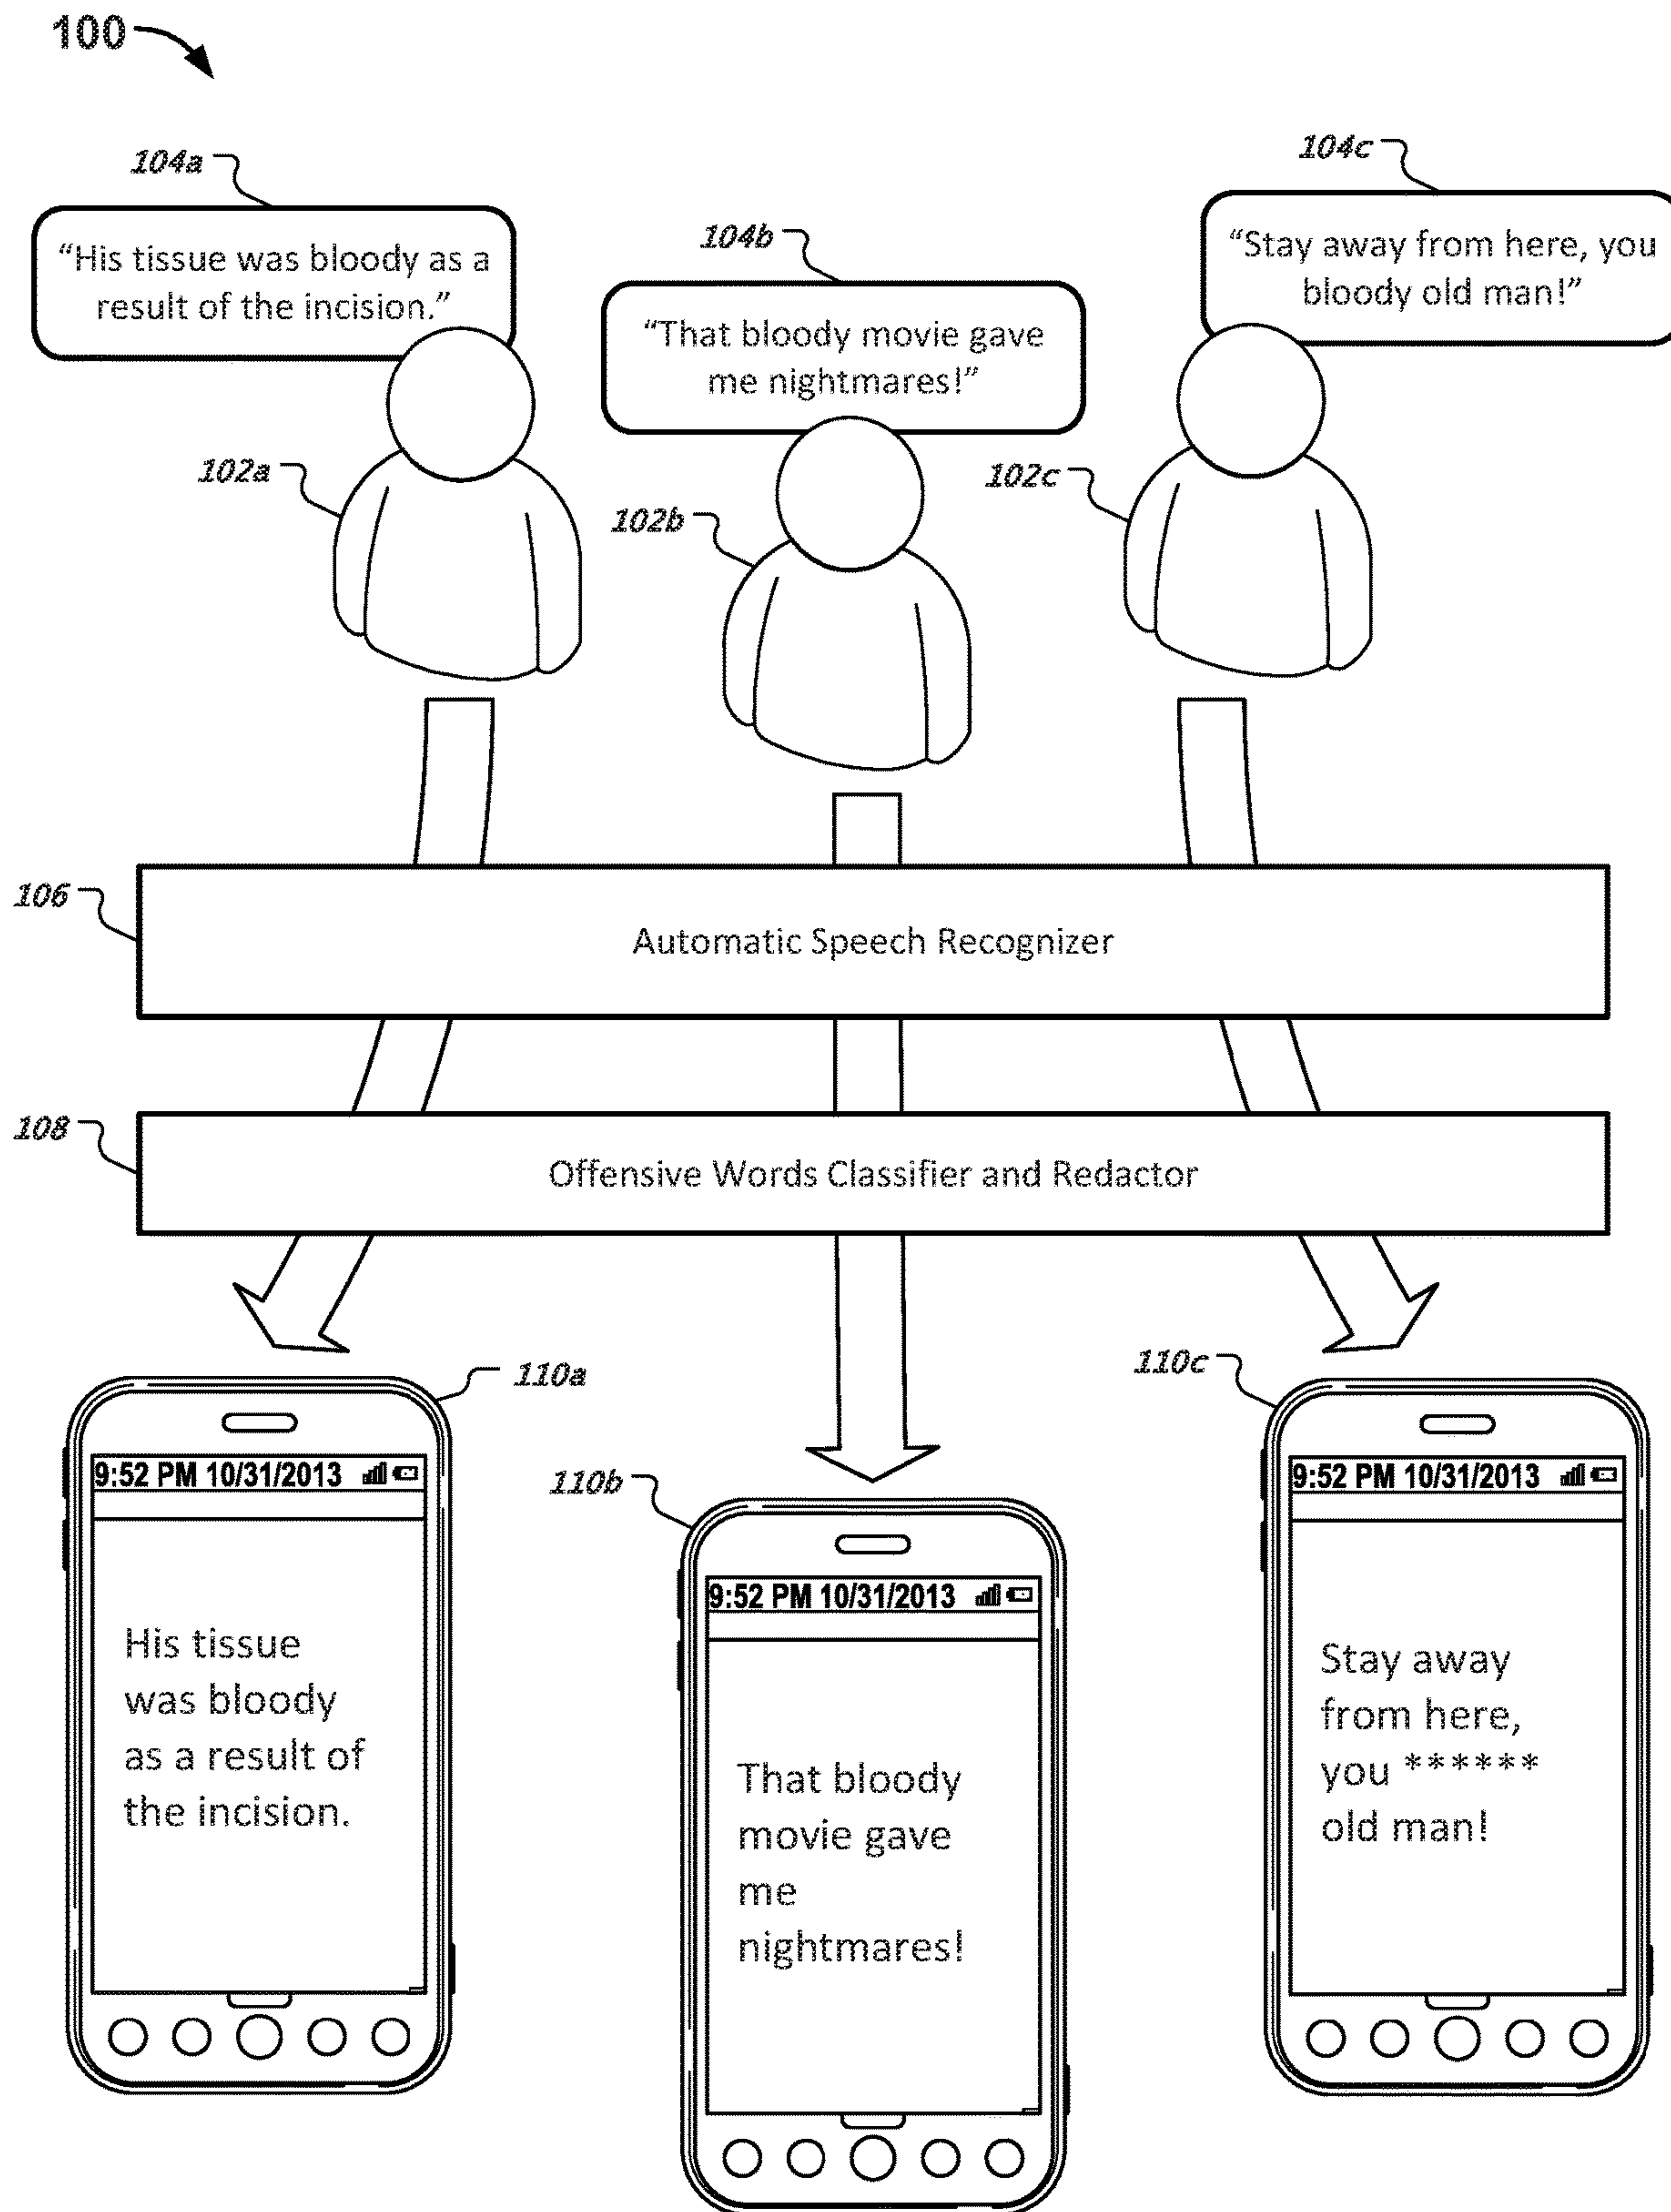 100
104a
104c
104b
“His tissue was bloody as a
result of the incision.”
“That bloody movie gave
me nightmares!”
“Stay away from here, you
bloody old man!”
102a
102b
102c
106
Automatic Speech Recognizer
108
Offensive Words Classifier and Redactor
110a
110b
110c
9:52 PM 10/31/2013
His tissue
was bloody
as a result of
the incision.
9:52 PM 10/31/2013
That bloody
movie gave
me
nightmares!
9:52 PM 10/31/2013
Stay away
from here,
you ******
old man!